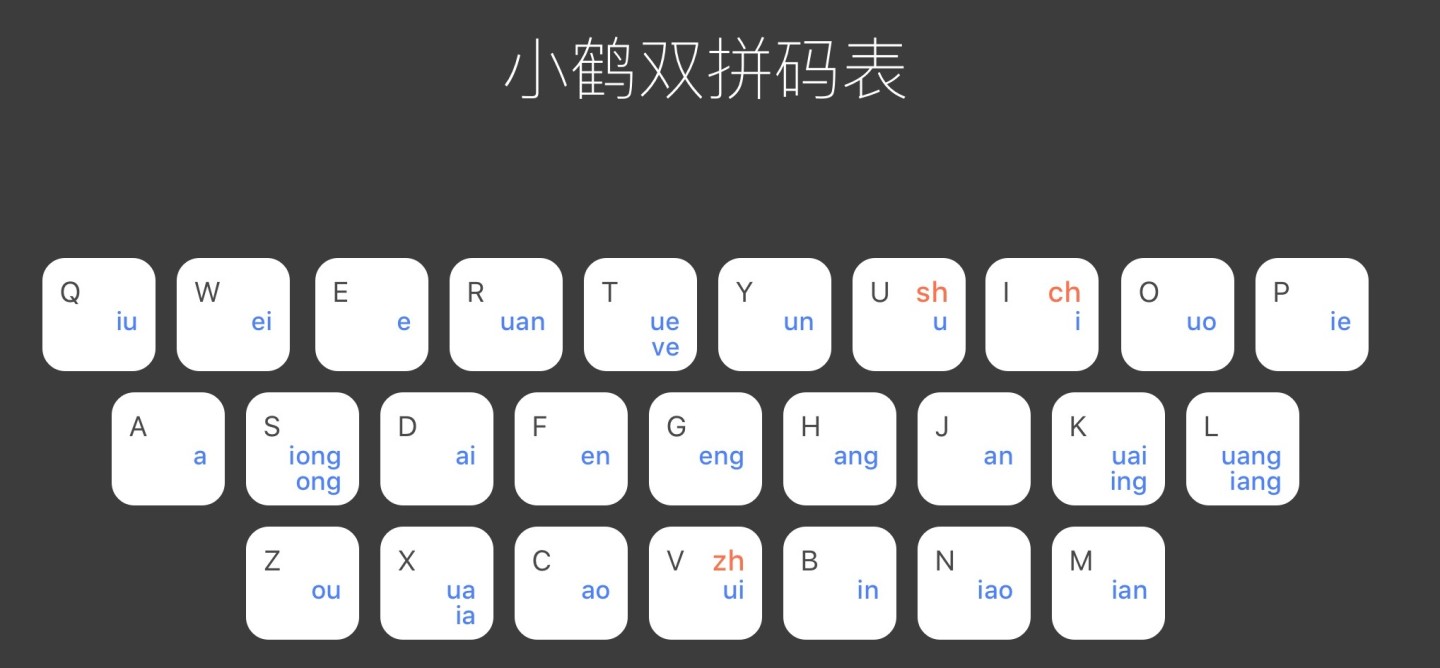 小鹤双拼码表
Q
iu
W
ei
E
e
R
uan
T
ue
ve
Y
un
U sh
u
I ch
i
O
uo
P
ie
A
a
S
iong
ong
D
ai
F
en
G
eng
H
ang
J
an
K
uai
ing
L
uang
iang
Z
ou
X
ua
ia
C
ao
V zh
ui
B
in
N
iao
M
ian